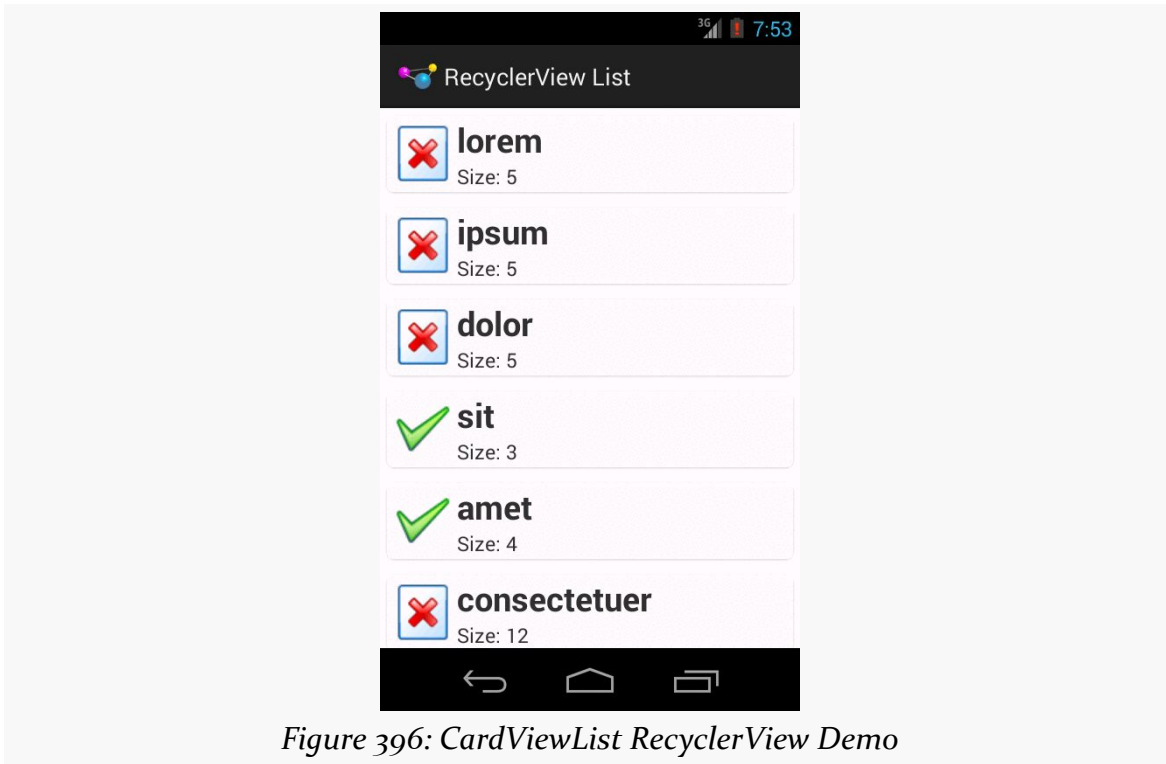 3G 7:53
RecyclerView List
lorem
Size: 5
ipsum
Size: 5
dolor
Size: 5
sit
Size: 3
amet
Size: 4
consectetuer
Size: 12
Figure 396: CardViewList RecyclerView Demo